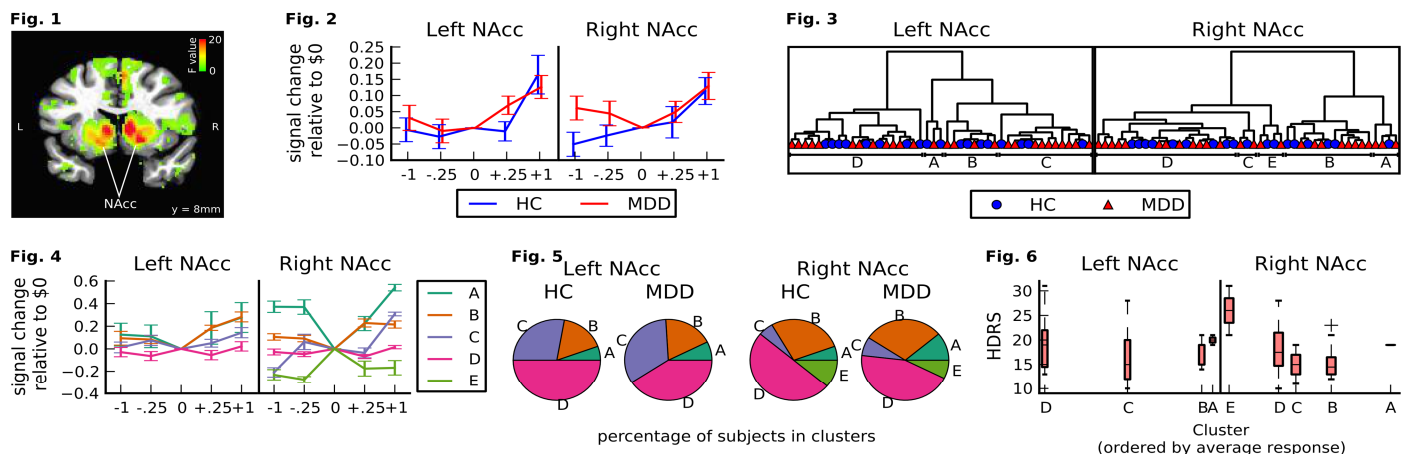 Fig. 1
F value
20
0
L
R
NAcc
y = 8mm
Fig. 2
Left NAcc
Right NAcc
signal change
relative to $0
0.25
0.20
0.15
0.10
0.05
0.00
−0.05
−0.10
-1 -.25 0 +.25 +1
-1 -.25 0 +.25 +1
HC MDD
Fig. 3
Left NAcc
Right NAcc
D A B C
D C E B A
HC MDD
Fig. 4
Left NAcc
Right NAcc
signal change
relative to $0
0.6
0.4
0.2
0.0
−0.2
−0.4
-1 -.25 0 +.25 +1
-1 -.25 0 +.25 +1
A
B
C
D
E
Fig. 5
Left NAcc
Right NAcc
HC MDD
HC MDD
C B A D
C B A D
C B A E D
C B A E D
percentage of subjects in clusters
Fig. 6
Left NAcc
Right NAcc
HDRS
30
25
20
15
10
D C B A E D C B A
Cluster
(ordered by average response)